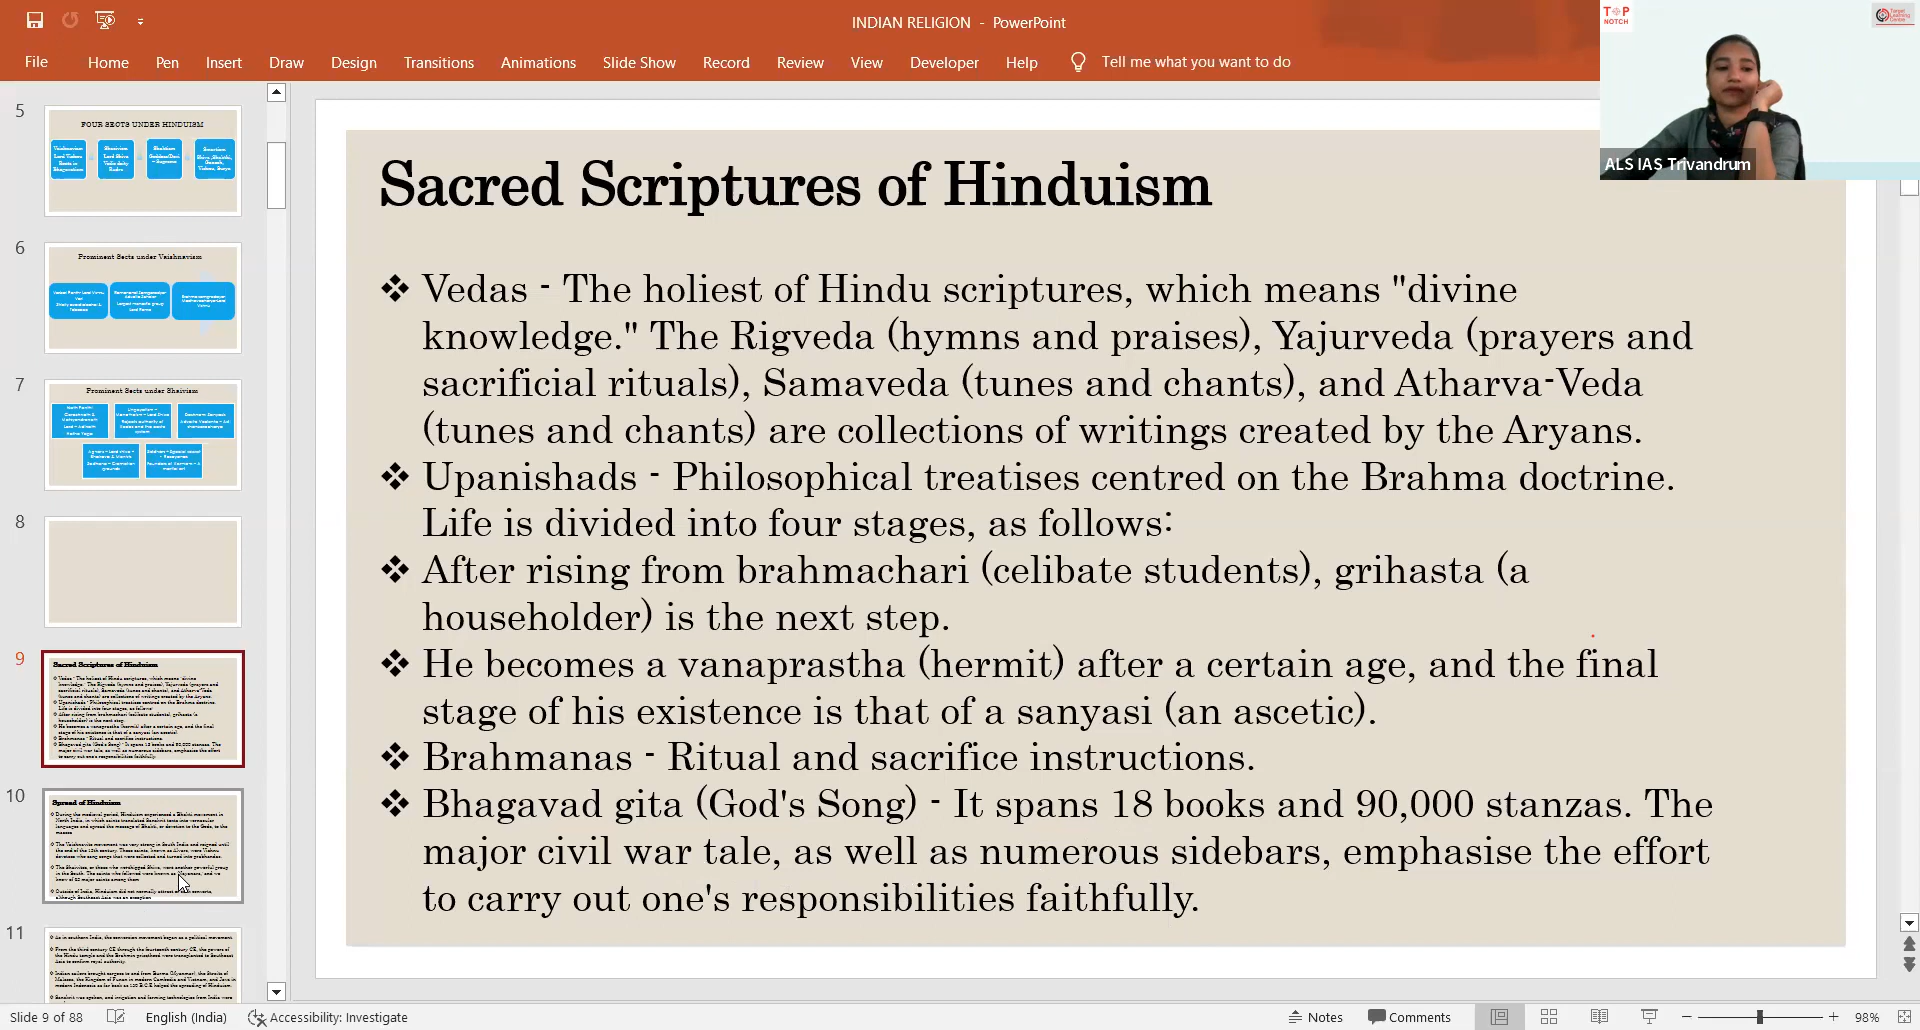 INDIAN RELIGION - PowerPoint
T P
NOTCH
Target
Learning
Centre
File Home Pen Insert Draw Design Transitions Animations Slide Show Record Review View Developer Help Tell me what you want to do
ALS IAS Trivandrum
5
FOUR SECTS UNDER HINDUISM
6
Prominent Sects under Vaishnavism
7
Prominent Sects under Shaivism
8
9
Sacred Scriptures of Hinduism
10
Spread of Hinduism
11
Sacred Scriptures of Hinduism
❖ Vedas - The holiest of Hindu scriptures, which means "divine
knowledge." The Rigveda (hymns and praises), Yajurveda (prayers and
sacrificial rituals), Samaveda (tunes and chants), and Atharva-Veda
(tunes and chants) are collections of writings created by the Aryans.
❖ Upanishads - Philosophical treatises centred on the Brahma doctrine.
Life is divided into four stages, as follows:
❖ After rising from brahmachari (celibate students), grihasta (a
householder) is the next step.
❖ He becomes a vanaprastha (hermit) after a certain age, and the final
stage of his existence is that of a sanyasi (an ascetic).
❖ Brahmanas - Ritual and sacrifice instructions.
❖ Bhagavad gita (God's Song) - It spans 18 books and 90,000 stanzas. The
major civil war tale, as well as numerous sidebars, emphasise the effort
to carry out one's responsibilities faithfully.
Slide 9 of 88 English (India) Accessibility: Investigate Notes Comments 98%